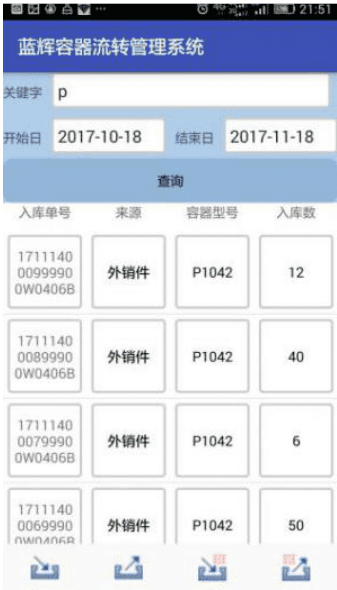 4G 21:51
蓝辉容器流转管理系统
关键字 p
开始日 2017-10-18 结束日 2017-11-18
查询
入库单号 来源 容器型号 入库数
1711140
0099990
0W0406B
外销件 P1042 12
1711140
0089990
0W0406B
外销件 P1042 40
1711140
0079990
0W0406B
外销件 P1042 6
1711140
0069990
0W0406B
外销件 P1042 50